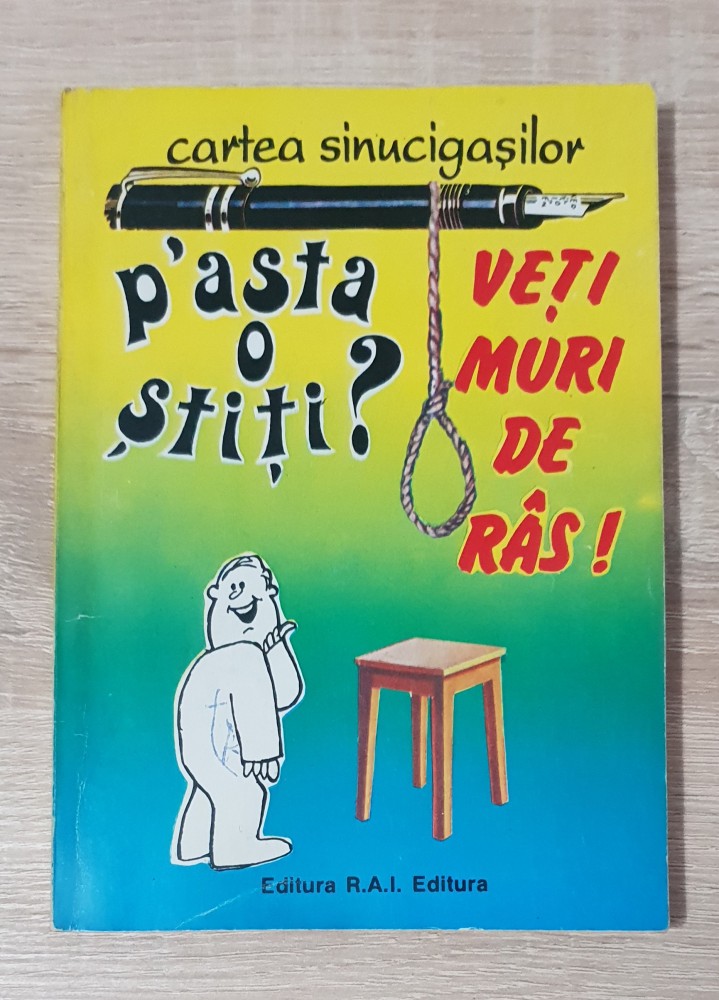 cartea sinucigașilor
p'asta
o
știți?
VEȚI
MURI
DE
RÂS!
Editura R.A.I. Editura